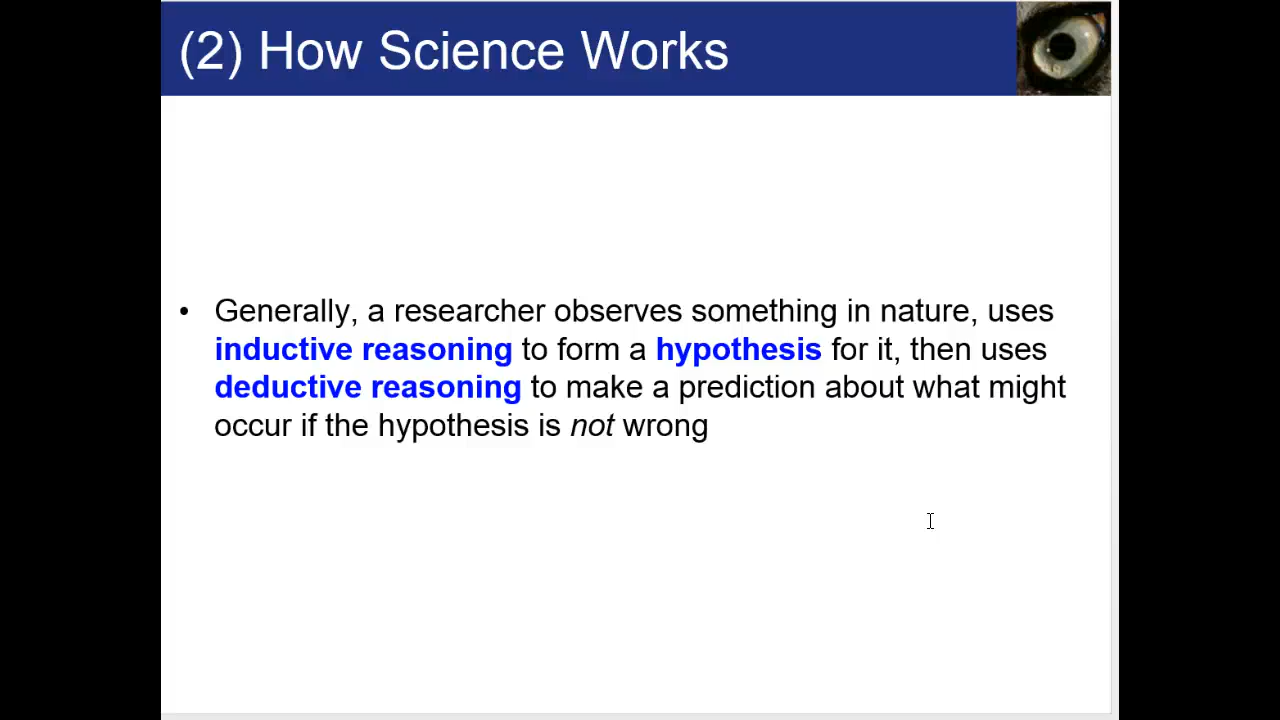 (2) How Science Works
• Generally, a researcher observes something in nature, uses
inductive reasoning to form a hypothesis for it, then uses
deductive reasoning to make a prediction about what might
occur if the hypothesis is not wrong